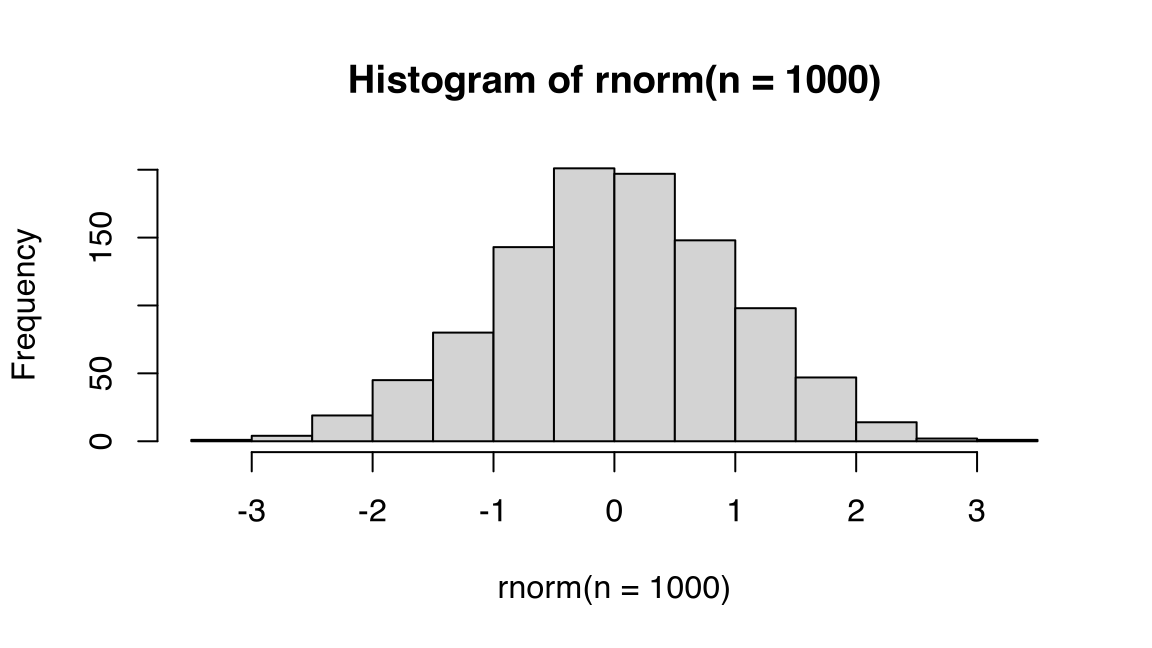 Histogram of rnorm(n = 1000)
Frequency
150
50
0
-3 -2 -1 0 1 2 3
rnorm(n = 1000)